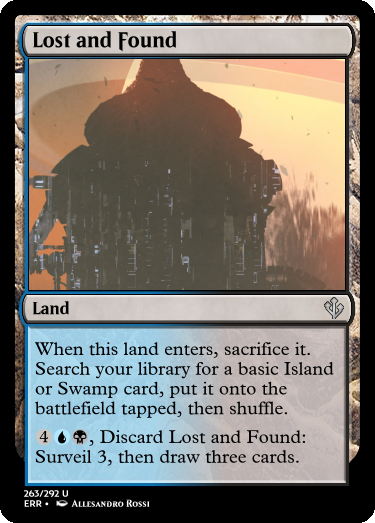 Lost and Found
Land
When this land enters, sacrifice it.
Search your library for a basic Island
or Swamp card, put it onto the
battlefield tapped, then shuffle.
4, Discard Lost and Found:
Surveil 3, then draw three cards.
263/292 U
ERR • Allesandro Rossi